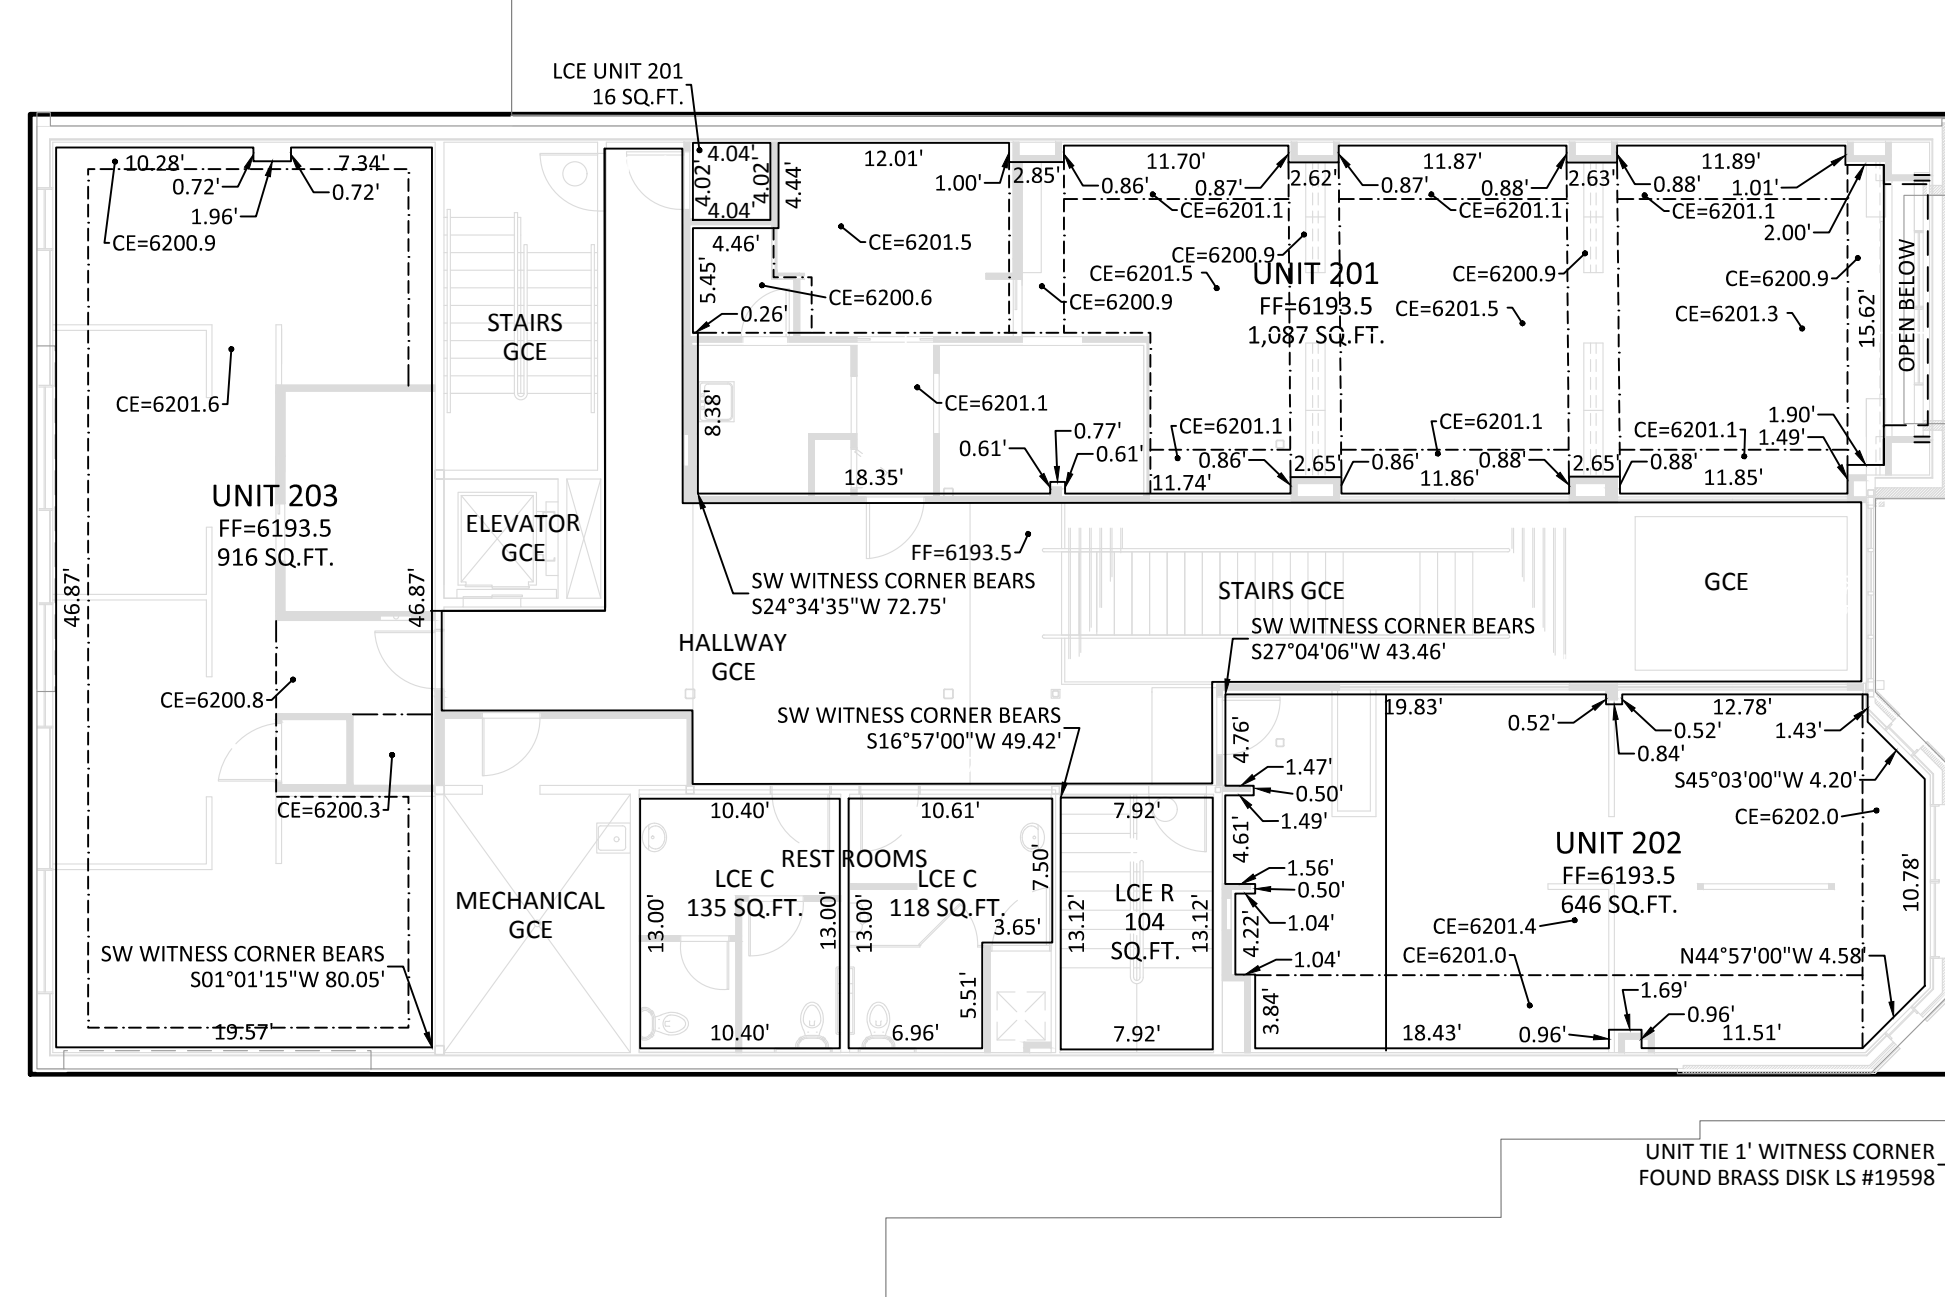 LCE UNIT 201
16 SQ.FT.
10.28'
7.34'
0.72'
0.72'
1.96'
CE=6200.9
CE=6201.6
UNIT 203
FF=6193.5
916 SQ.FT.
46.87'
46.87'
CE=6200.8
CE=6200.3
SW WITNESS CORNER BEARS
S01°01'15"W 80.05'
19.57'
STAIRS
GCE
ELEVATOR
GCE
MECHANICAL
GCE
HALLWAY
GCE
4.04'
4.02'
4.02'
4.04'
4.44'
12.01'
1.00'
2.85'
4.46'
5.45'
0.26'
CE=6201.5
CE=6200.6
CE=6200.9
11.70'
0.86'
0.87'
2.62'
CE=6201.1
CE=6200.9
CE=6201.5
11.87'
0.87'
0.88'
2.63'
CE=6201.1
CE=6200.9
CE=6201.5
11.89'
0.88'
1.01'
CE=6201.1
2.00'
CE=6200.9
CE=6201.3
15.62'
OPEN BELOW
UNIT 201
FF=6193.5
1,087 SQ.FT.
8.38'
CE=6201.1
18.35'
0.61'
0.77'
0.61'
CE=6201.1
0.86'
11.74'
2.65'
0.86'
CE=6201.1
0.88'
11.86'
2.65'
0.88'
CE=6201.1
1.90'
1.49'
11.85'
FF=6193.5
SW WITNESS CORNER BEARS
S24°34'35"W 72.75'
STAIRS GCE
GCE
SW WITNESS CORNER BEARS
S27°04'06"W 43.46'
SW WITNESS CORNER BEARS
S16°57'00"W 49.42'
10.40'
13.00'
13.00'
10.40'
REST ROOMS
LCE C
135 SQ.FT.
LCE C
118 SQ.FT.
10.61'
7.50'
13.00'
3.65'
5.51'
6.96'
7.92'
13.12'
13.12'
LCE R
104
SQ.FT.
7.92'
4.76'
1.47'
0.50'
1.49'
4.61'
1.56'
0.50'
1.04'
4.22'
1.04'
3.84'
19.83'
0.52'
0.52'
0.84'
12.78'
1.43'
S45°03'00"W 4.20'
CE=6202.0
UNIT 202
FF=6193.5
646 SQ.FT.
10.78'
CE=6201.4
CE=6201.0
N44°57'00"W 4.58'
1.69'
0.96'
0.96'
18.43'
11.51'
UNIT TIE 1' WITNESS CORNER
FOUND BRASS DISK LS #19598